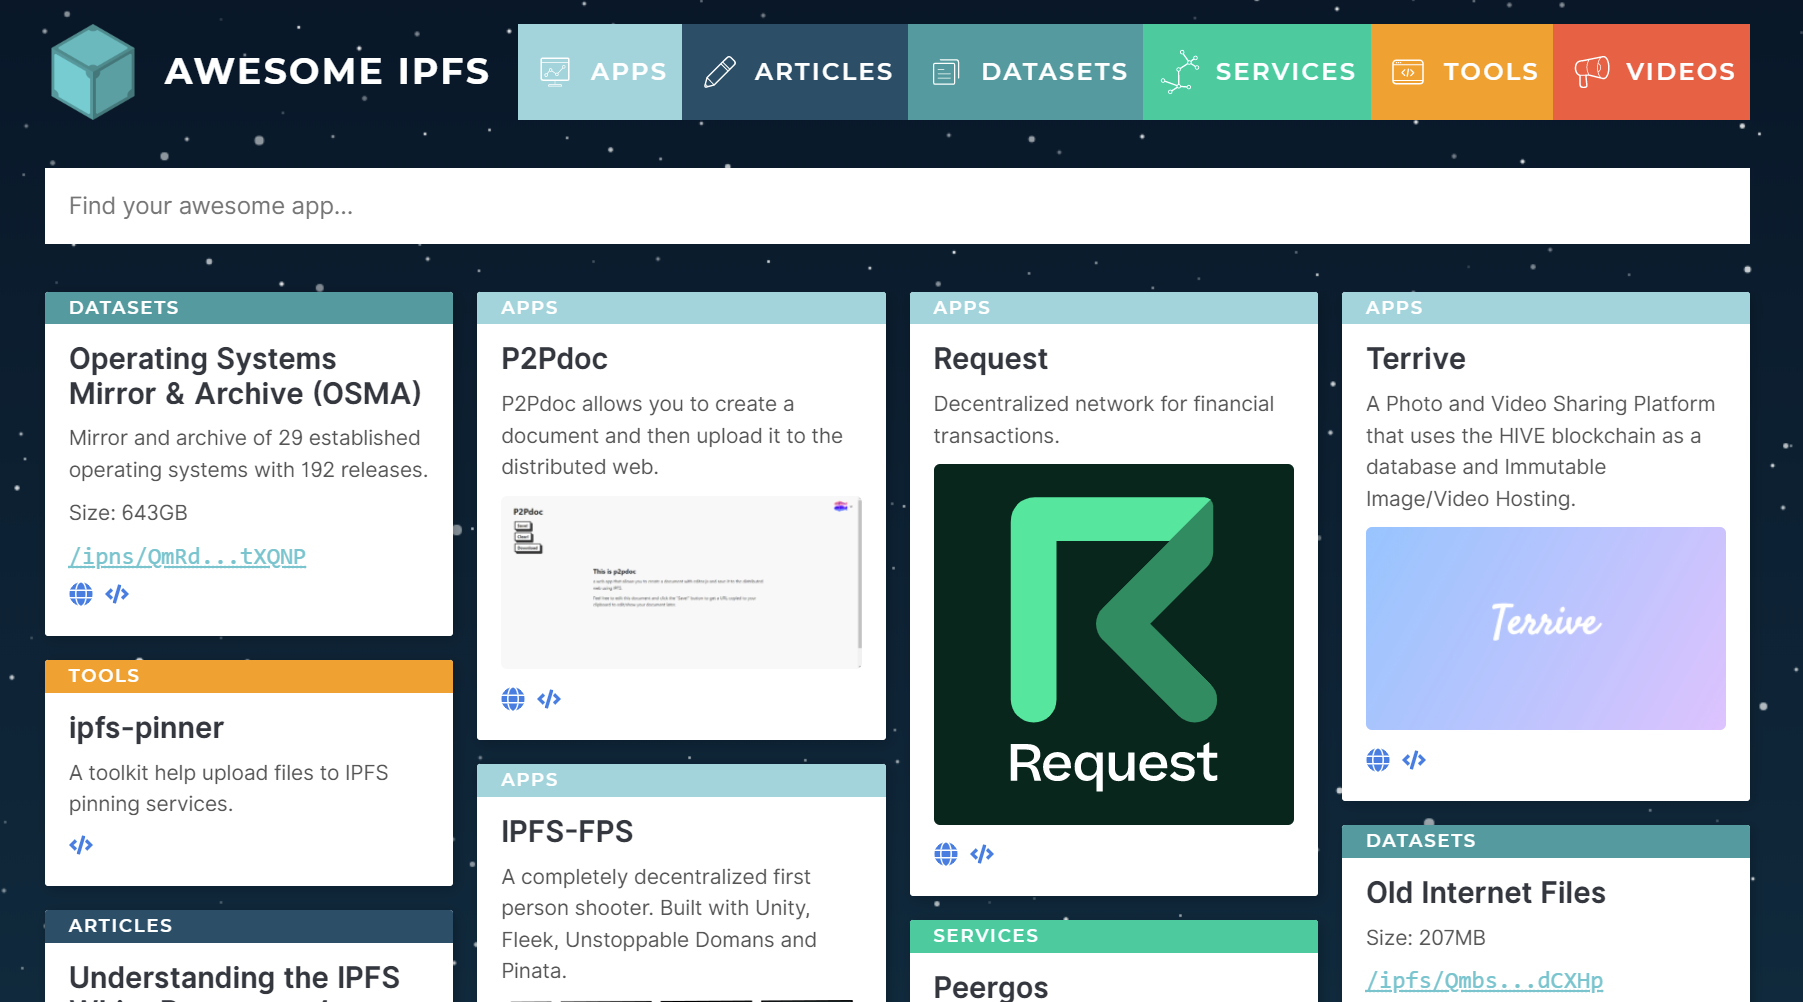 AWESOME IPFS
APPS
ARTICLES
DATASETS
SERVICES
TOOLS
VIDEOS
Find your awesome app...
DATASETS
Operating Systems
Mirror & Archive (OSMA)
Mirror and archive of 29 established
operating systems with 192 releases.
Size: 643GB
/ipns/QmRd...tXQNP
TOOLS
ipfs-pinner
A toolkit help upload files to IPFS
pinning services.
ARTICLES
Understanding the IPFS
APPS
P2Pdoc
P2Pdoc allows you to create a
document and then upload it to the
distributed web.
P2Pdoc
This is p2pdoc
APPS
IPFS-FPS
A completely decentralized first
person shooter. Built with Unity,
Fleek, Unstoppable Domans and
Pinata.
APPS
Request
Decentralized network for financial
transactions.
Request
SERVICES
Peergos
APPS
Terrive
A Photo and Video Sharing Platform
that uses the HIVE blockchain as a
database and Immutable
Image/Video Hosting.
Terrive
DATASETS
Old Internet Files
Size: 207MB
/ipfs/Qmbs...dCXHp